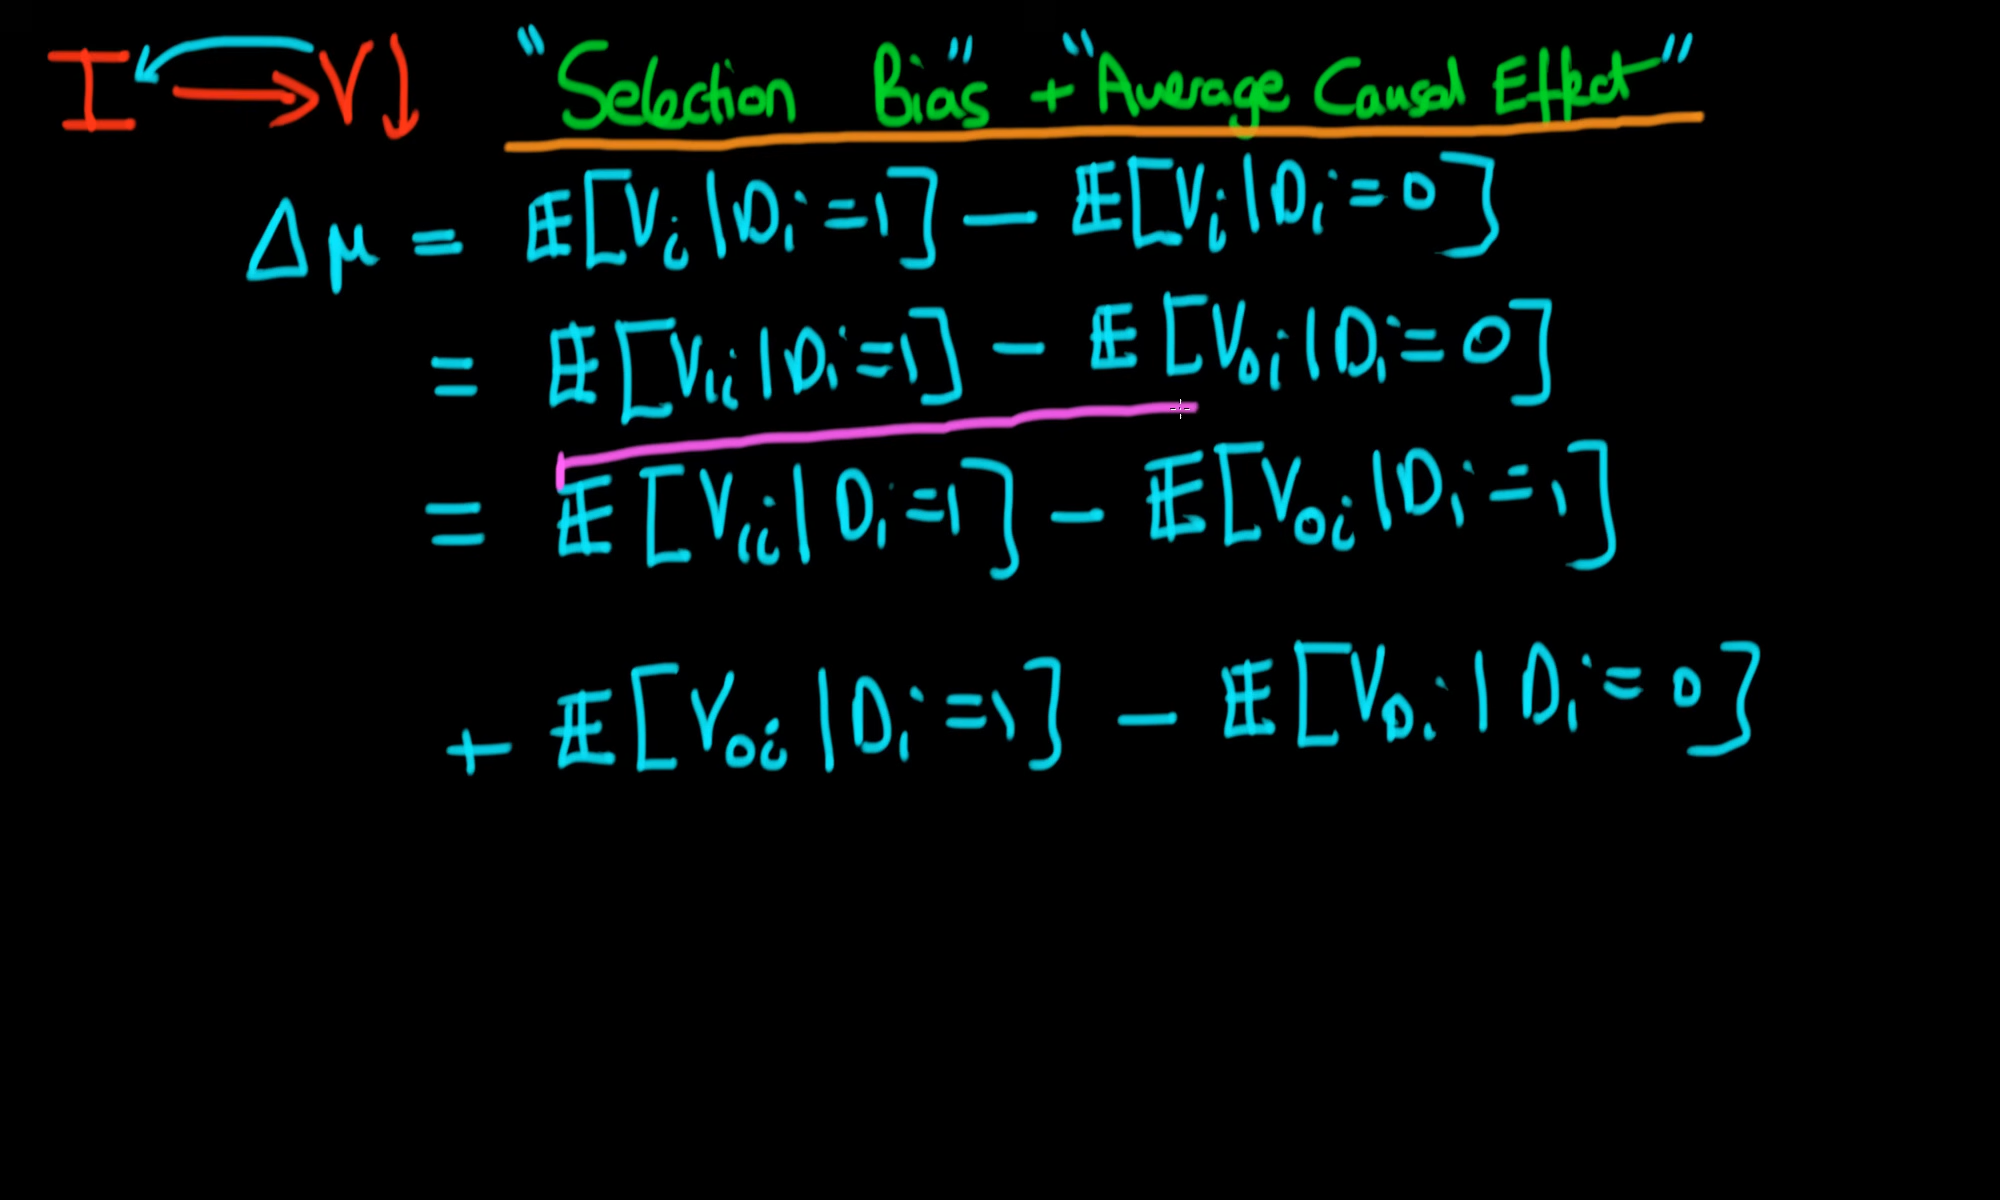 I → V ↓ "Selection Bias" + "Average Causal Effect"
Δμ = E[Vᵢ | Dᵢ = 1] − E[Vᵢ | Dᵢ = 0]
= E[V₁ᵢ | Dᵢ = 1] − E[V₀ᵢ | Dᵢ = 0]
= E[V₁ᵢ | Dᵢ = 1] − E[V₀ᵢ | Dᵢ = 1]
+ E[V₀ᵢ | Dᵢ = 1] − E[V₀ᵢ | Dᵢ = 0]